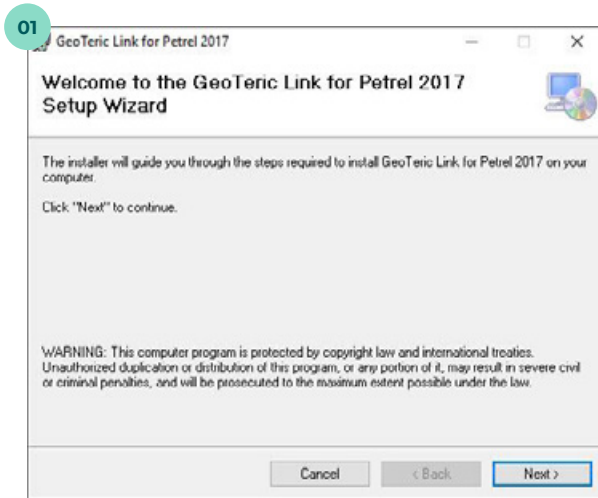 01
GeoTeric Link for Petrel 2017
Welcome to the GeoTeric Link for Petrel 2017
Setup Wizard
The installer will guide you through the steps required to install GeoTeric Link for Petrel 2017 on your
computer.
Click "Next" to continue.
WARNING: This computer program is protected by copyright law and international treaties.
Unauthorized duplication or distribution of this program, or any portion of it, may result in severe civil
or criminal penalties, and will be prosecuted to the maximum extent possible under the law.
Cancel < Back Next >